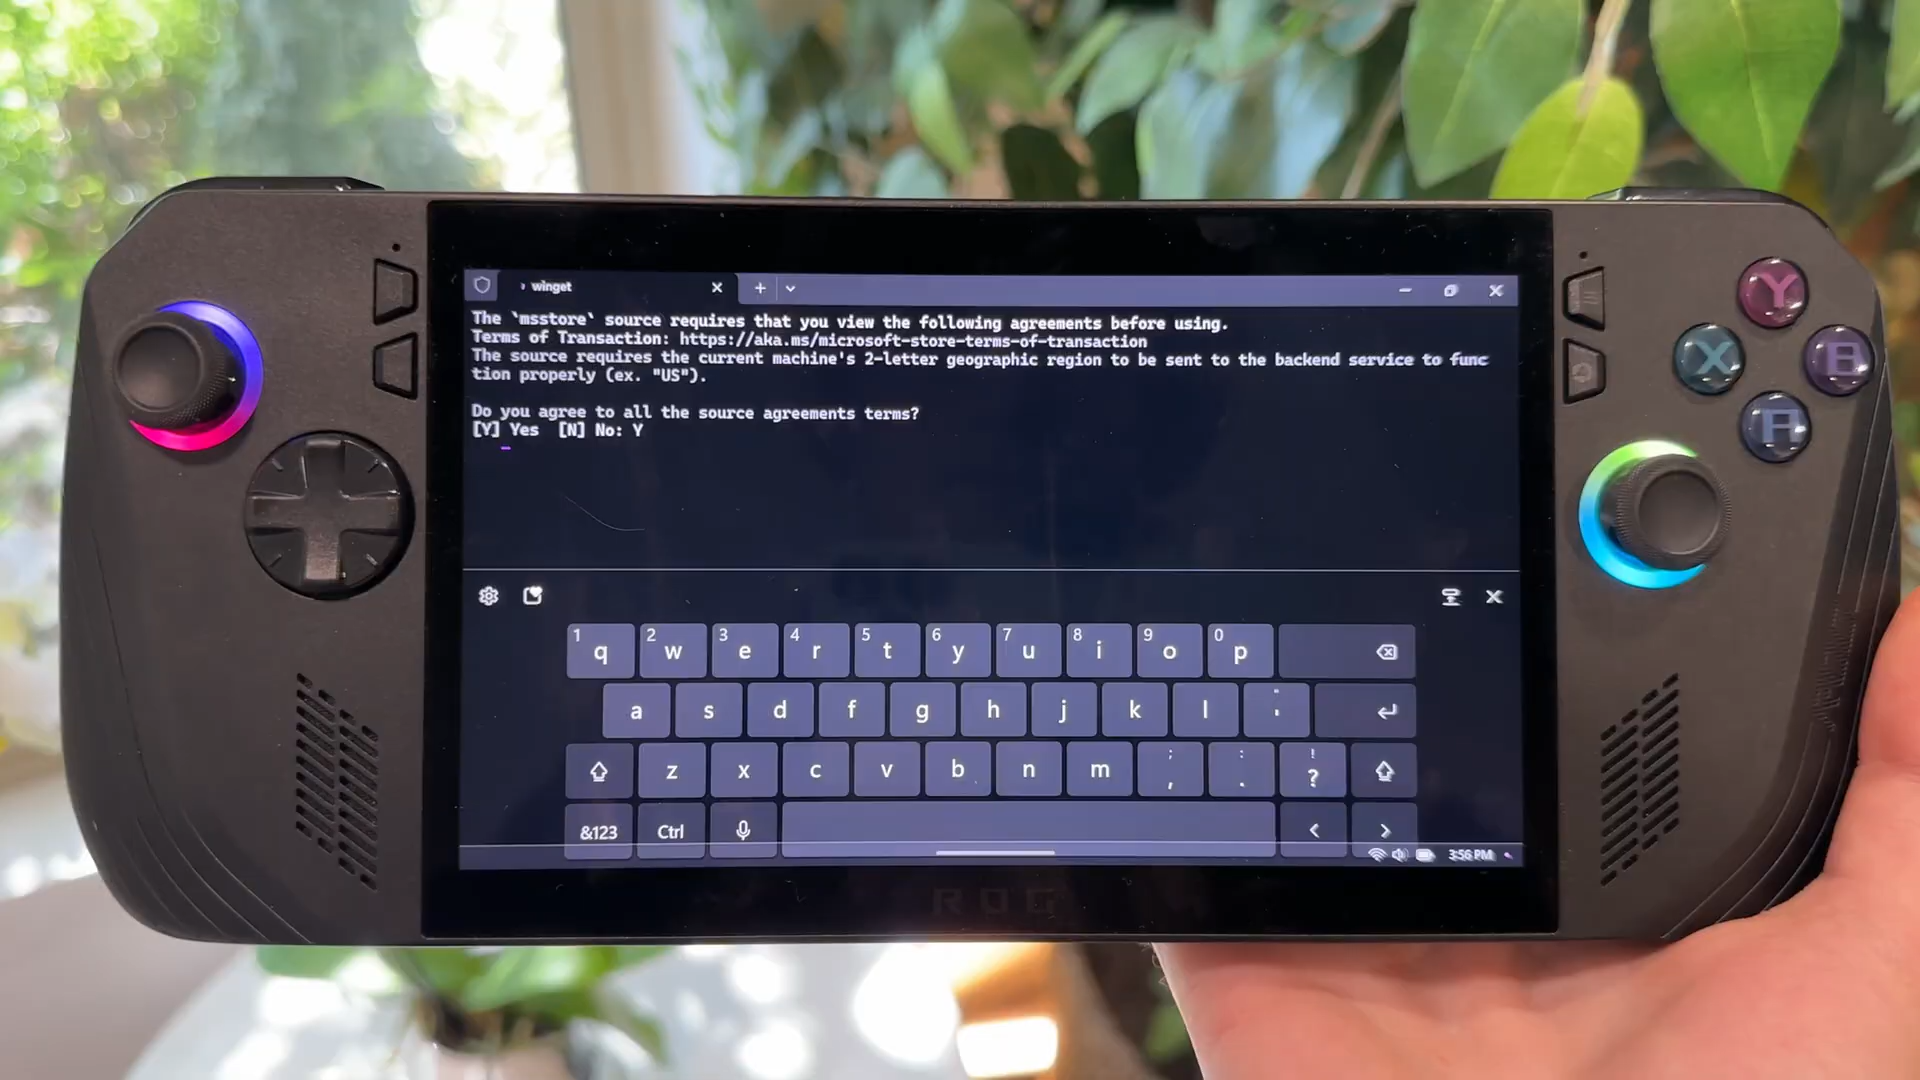 winget
The `msstore` source requires that you view the following agreements before using.
Terms of Transaction: https://aka.ms/microsoft-store-terms-of-transaction
The source requires the current machine's 2-letter geographic region to be sent to the backend service to func
tion properly (ex. "US").
Do you agree to all the source agreements terms?
[Y] Yes [N] No: Y
Y
X B
A
1 2 3 4 5 6 7 8 9 0
q w e r t y u i o p
a s d f g h j k l
z x c v b n m , . ?
&123 Ctrl < >
3:56 PM
ROG